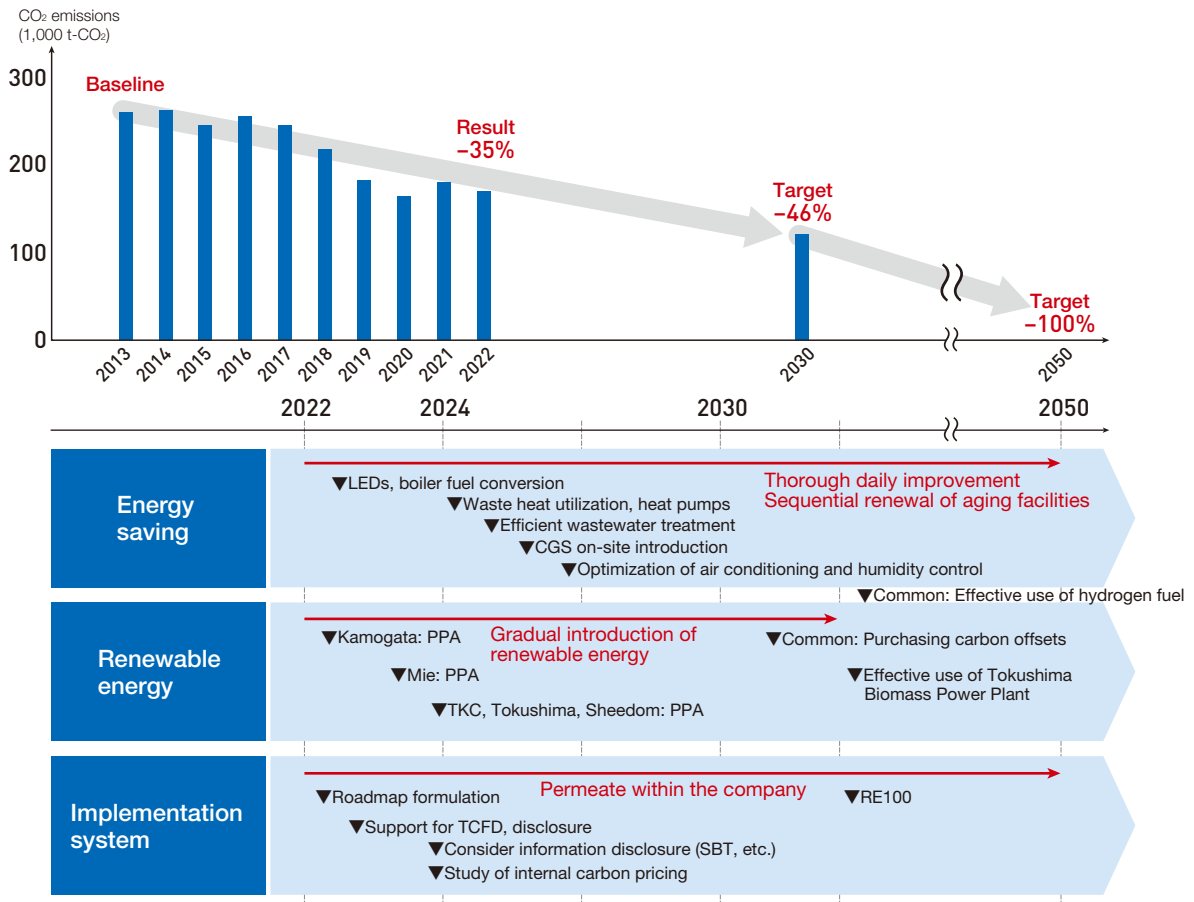 CO₂ emissions
(1,000 t-CO₂)
300
200
100
0
Baseline
Result
–35%
Target
–46%
Target
–100%
2013
2014
2015
2016
2017
2018
2019
2020
2021
2022
2030
2050
2022
2024
2030
2050
Energy
saving
Thorough daily improvement
Sequential renewal of aging facilities
▼LEDs, boiler fuel conversion
▼Waste heat utilization, heat pumps
▼Efficient wastewater treatment
▼CGS on-site introduction
▼Optimization of air conditioning and humidity control
▼Common: Effective use of hydrogen fuel
Renewable
energy
Gradual introduction of
renewable energy
▼Kamogata: PPA
▼Mie: PPA
▼TKC, Tokushima, Sheedom: PPA
▼Common: Purchasing carbon offsets
▼Effective use of Tokushima
Biomass Power Plant
Implementation
system
Permeate within the company
▼Roadmap formulation
▼Support for TCFD, disclosure
▼Consider information disclosure (SBT, etc.)
▼Study of internal carbon pricing
▼RE100